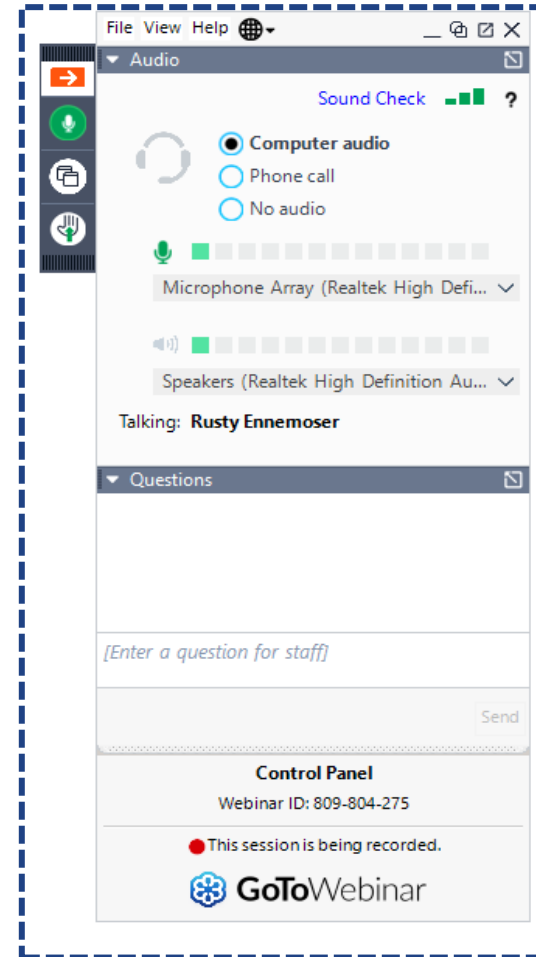 File View Help
Audio
Sound Check ?
Computer audio
Phone call
No audio
Microphone Array (Realtek High Defi...
Speakers (Realtek High Definition Au...
Talking: Rusty Ennemoser
Questions
[Enter a question for staff]
Send
Control Panel
Webinar ID: 809-804-275
This session is being recorded.
GoToWebinar